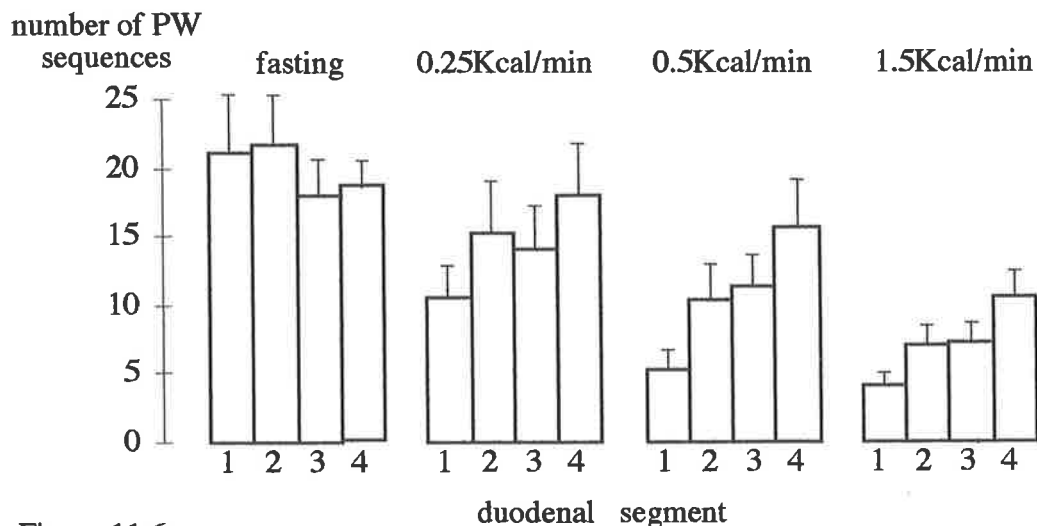 number of PW
sequences
fasting 0.25Kcal/min 0.5Kcal/min 1.5Kcal/min
25
20
15
10
5
0
1 2 3 4 1 2 3 4 1 2 3 4 1 2 3 4
duodenal segment